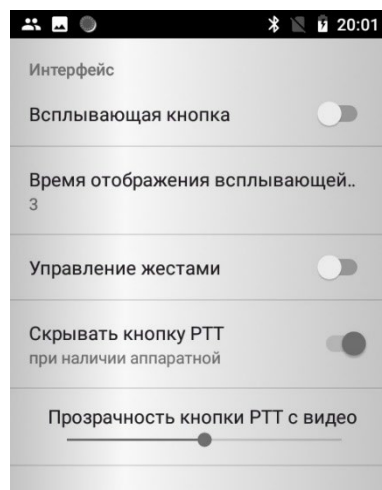 20:01
Интерфейс
Всплывающая кнопка
Время отображения всплывающей..
3
Управление жестами
Скрывать кнопку PTT
при наличии аппаратной
Прозрачность кнопки PTT с видео